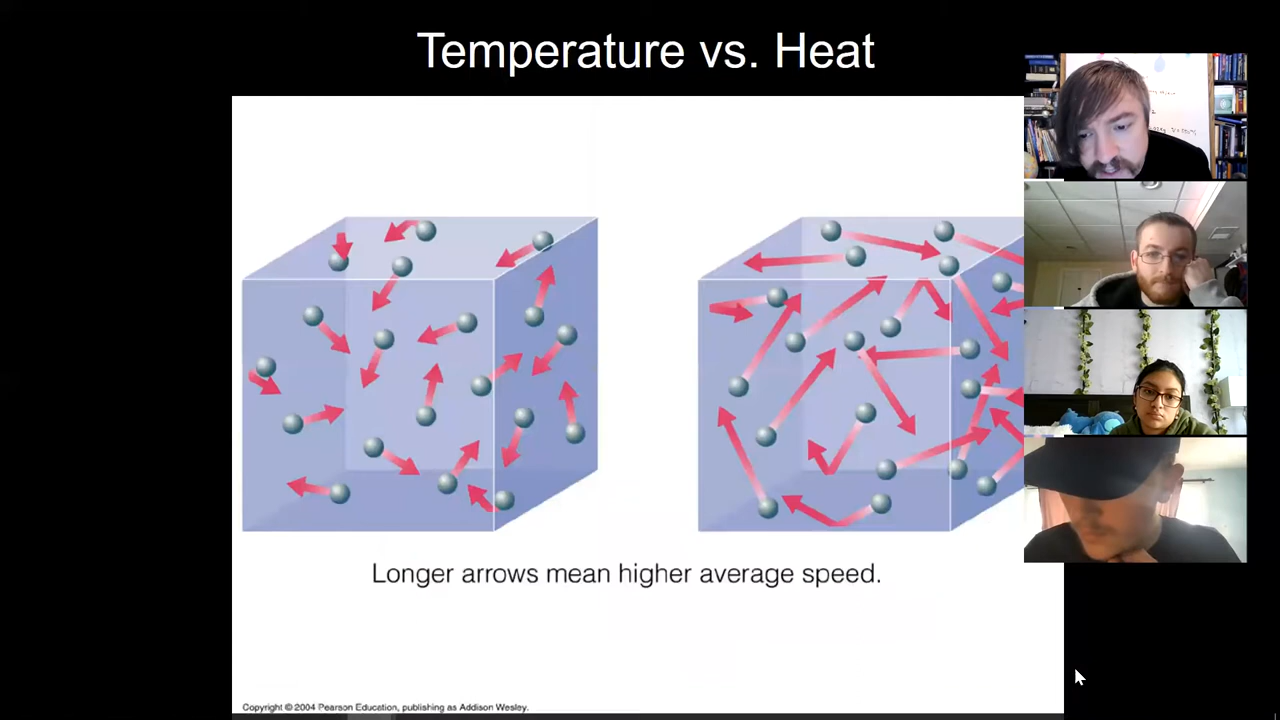 Temperature vs. Heat
Longer arrows mean higher average speed.
Copyright © 2004 Pearson Education, publishing as Addison Wesley.